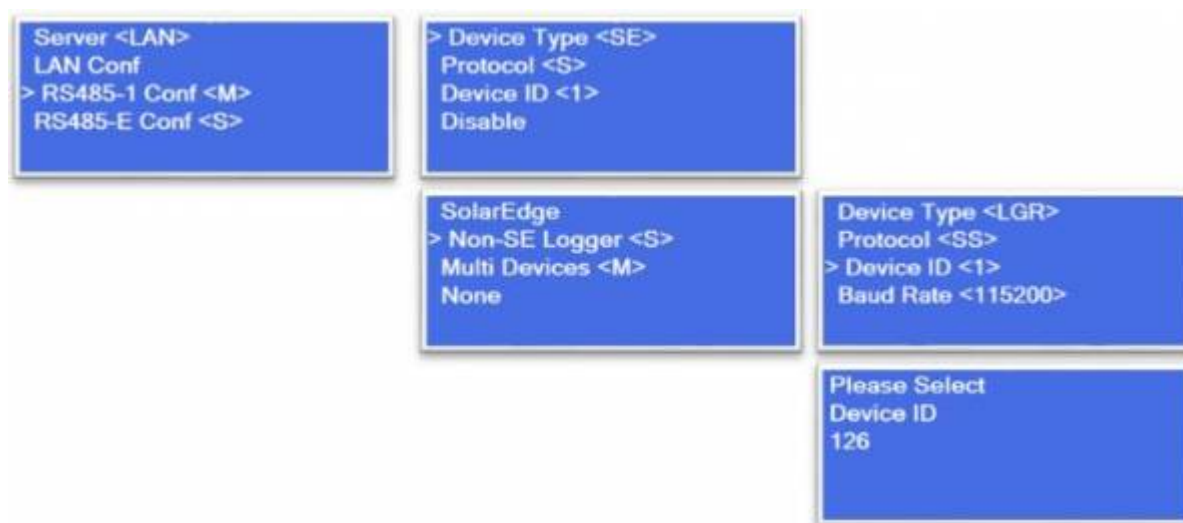 Server <LAN>
LAN Conf
> RS485-1 Conf <M>
RS485-E Conf <S>
> Device Type <SE>
Protocol <S>
Device ID <1>
Disable
SolarEdge
> Non-SE Logger <S>
Multi Devices <M>
None
Device Type <LGR>
Protocol <SS>
> Device ID <1>
Baud Rate <115200>
Please Select
Device ID
126